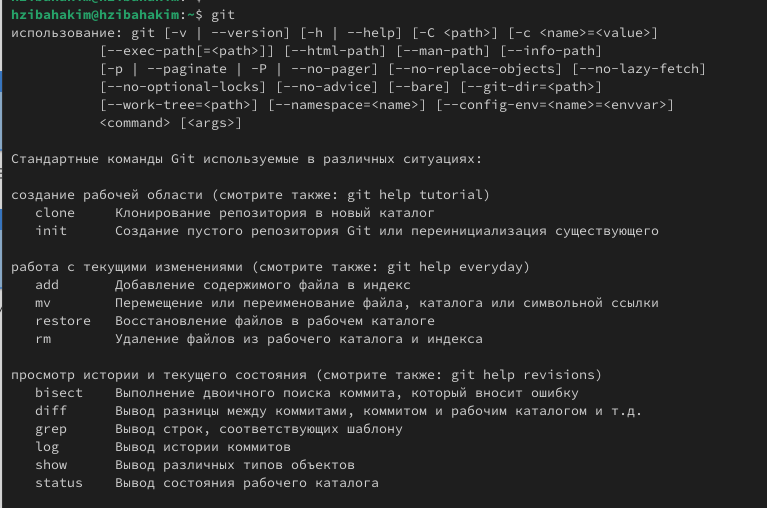 hzibahakim@hzibahakim:~$ git
использование: git [-v | --version] [-h | --help] [-C <path>] [-c <name>=<value>]
           [--exec-path[=<path>]] [--html-path] [--man-path] [--info-path]
           [-p | --paginate | -P | --no-pager] [--no-replace-objects] [--no-lazy-fetch]
           [--no-optional-locks] [--no-advice] [--bare] [--git-dir=<path>]
           [--work-tree=<path>] [--namespace=<name>] [--config-env=<name>=<envvar>]
           <command> [<args>]

Стандартные команды Git используемые в различных ситуациях:

создание рабочей области (смотрите также: git help tutorial)
   clone     Клонирование репозитория в новый каталог
   init      Создание пустого репозитория Git или переинициализация существующего

работа с текущими изменениями (смотрите также: git help everyday)
   add       Добавление содержимого файла в индекс
   mv        Перемещение или переименование файла, каталога или символьной ссылки
   restore   Восстановление файлов в рабочем каталоге
   rm        Удаление файлов из рабочего каталога и индекса

просмотр истории и текущего состояния (смотрите также: git help revisions)
   bisect    Выполнение двоичного поиска коммита, который вносит ошибку
   diff      Вывод разницы между коммитами, коммитом и рабочим каталогом и т.д.
   grep      Вывод строк, соответствующих шаблону
   log       Вывод истории коммитов
   show      Вывод различных типов объектов
   status    Вывод состояния рабочего каталога